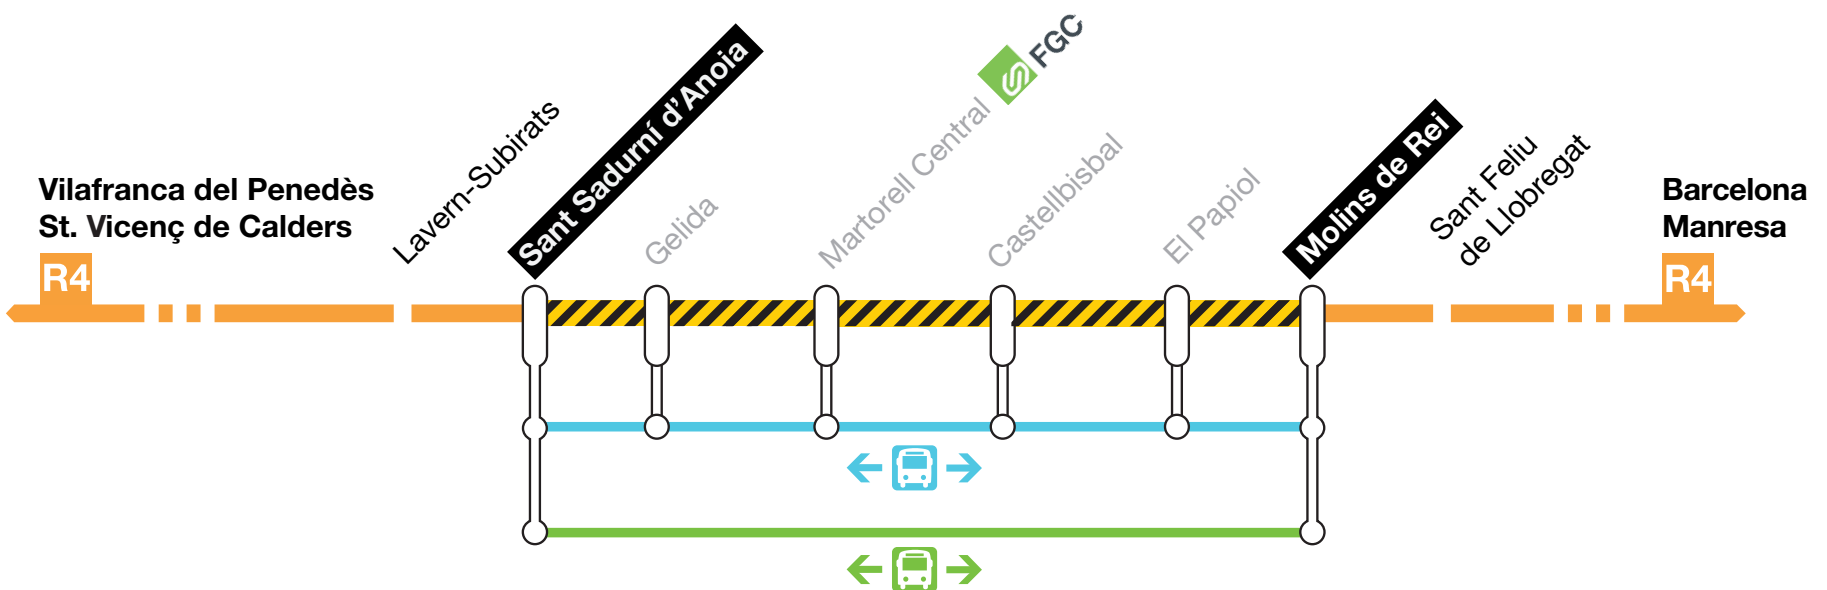 Vilafranca del Penedès
St. Vicenç de Calders
R4
Lavern-Subirats
Sant Sadurní d'Anoia
Gelida
Martorell Central
FGC
Castellbisbal
El Papiol
Molins de Rei
Sant Feliu
de Llobregat
Barcelona
Manresa
R4